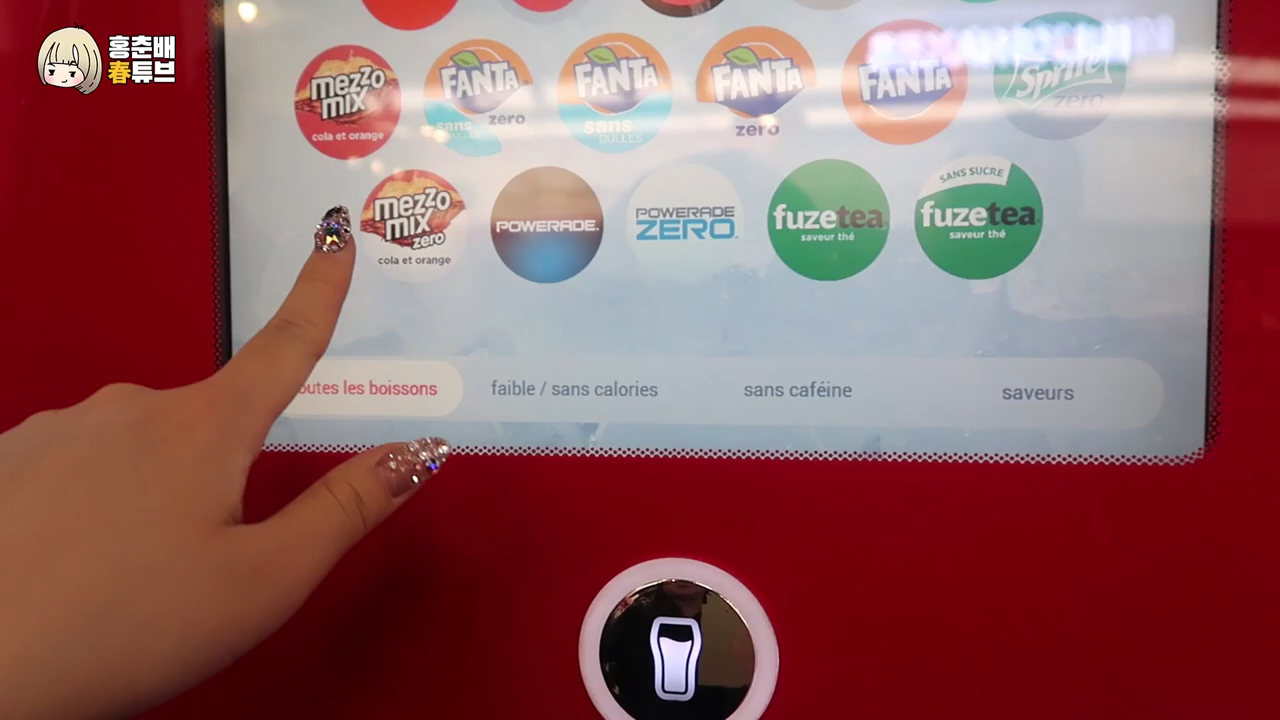 홍춘배
春튜브
mezzo
mix
cola et orange
FANTA
zero
sans
FANTA
sans
BULLES
FANTA
zero
FANTA
Sprite
zero
mezzo
mix
zero
cola et orange
POWERADE
POWERADE
ZERO
fuzetea
saveur thé
SANS SUCRE
fuzetea
saveur thé
outes les boissons
faible / sans calories
sans caféine
saveurs